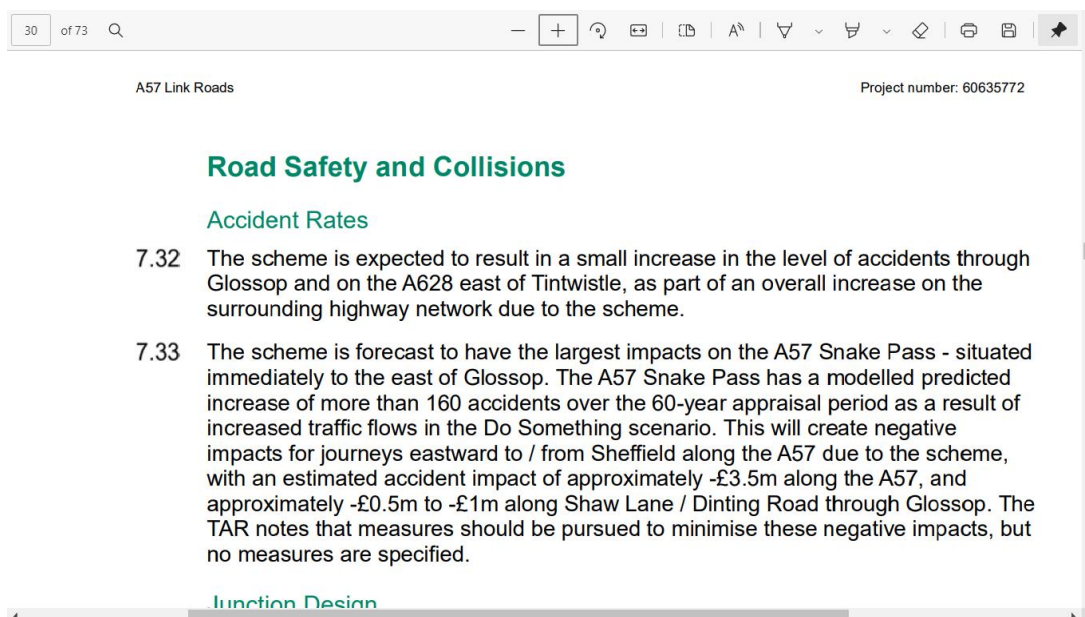 30 of 73
A57 Link Roads Project number: 60635772
Road Safety and Collisions
Accident Rates
7.32 The scheme is expected to result in a small increase in the level of accidents through
Glossop and on the A628 east of Tintwistle, as part of an overall increase on the
surrounding highway network due to the scheme.
7.33 The scheme is forecast to have the largest impacts on the A57 Snake Pass - situated
immediately to the east of Glossop. The A57 Snake Pass has a modelled predicted
increase of more than 160 accidents over the 60-year appraisal period as a result of
increased traffic flows in the Do Something scenario. This will create negative
impacts for journeys eastward to / from Sheffield along the A57 due to the scheme,
with an estimated accident impact of approximately -£3.5m along the A57, and
approximately -£0.5m to -£1m along Shaw Lane / Dinting Road through Glossop. The
TAR notes that measures should be pursued to minimise these negative impacts, but
no measures are specified.
Junction Design